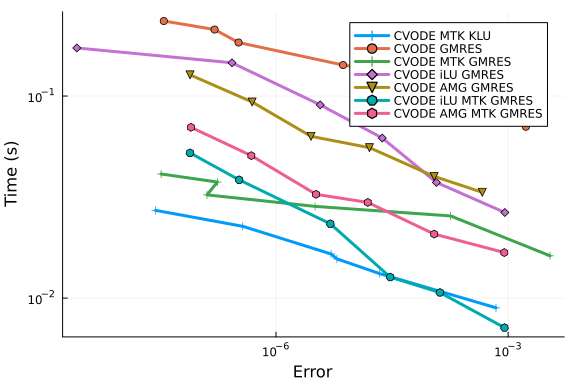 CVODE MTK KLU
CVODE GMRES
CVODE MTK GMRES
CVODE iLU GMRES
CVODE AMG GMRES
CVODE iLU MTK GMRES
CVODE AMG MTK GMRES
10⁻¹
Time (s)
10⁻²
10⁻⁶
10⁻³
Error